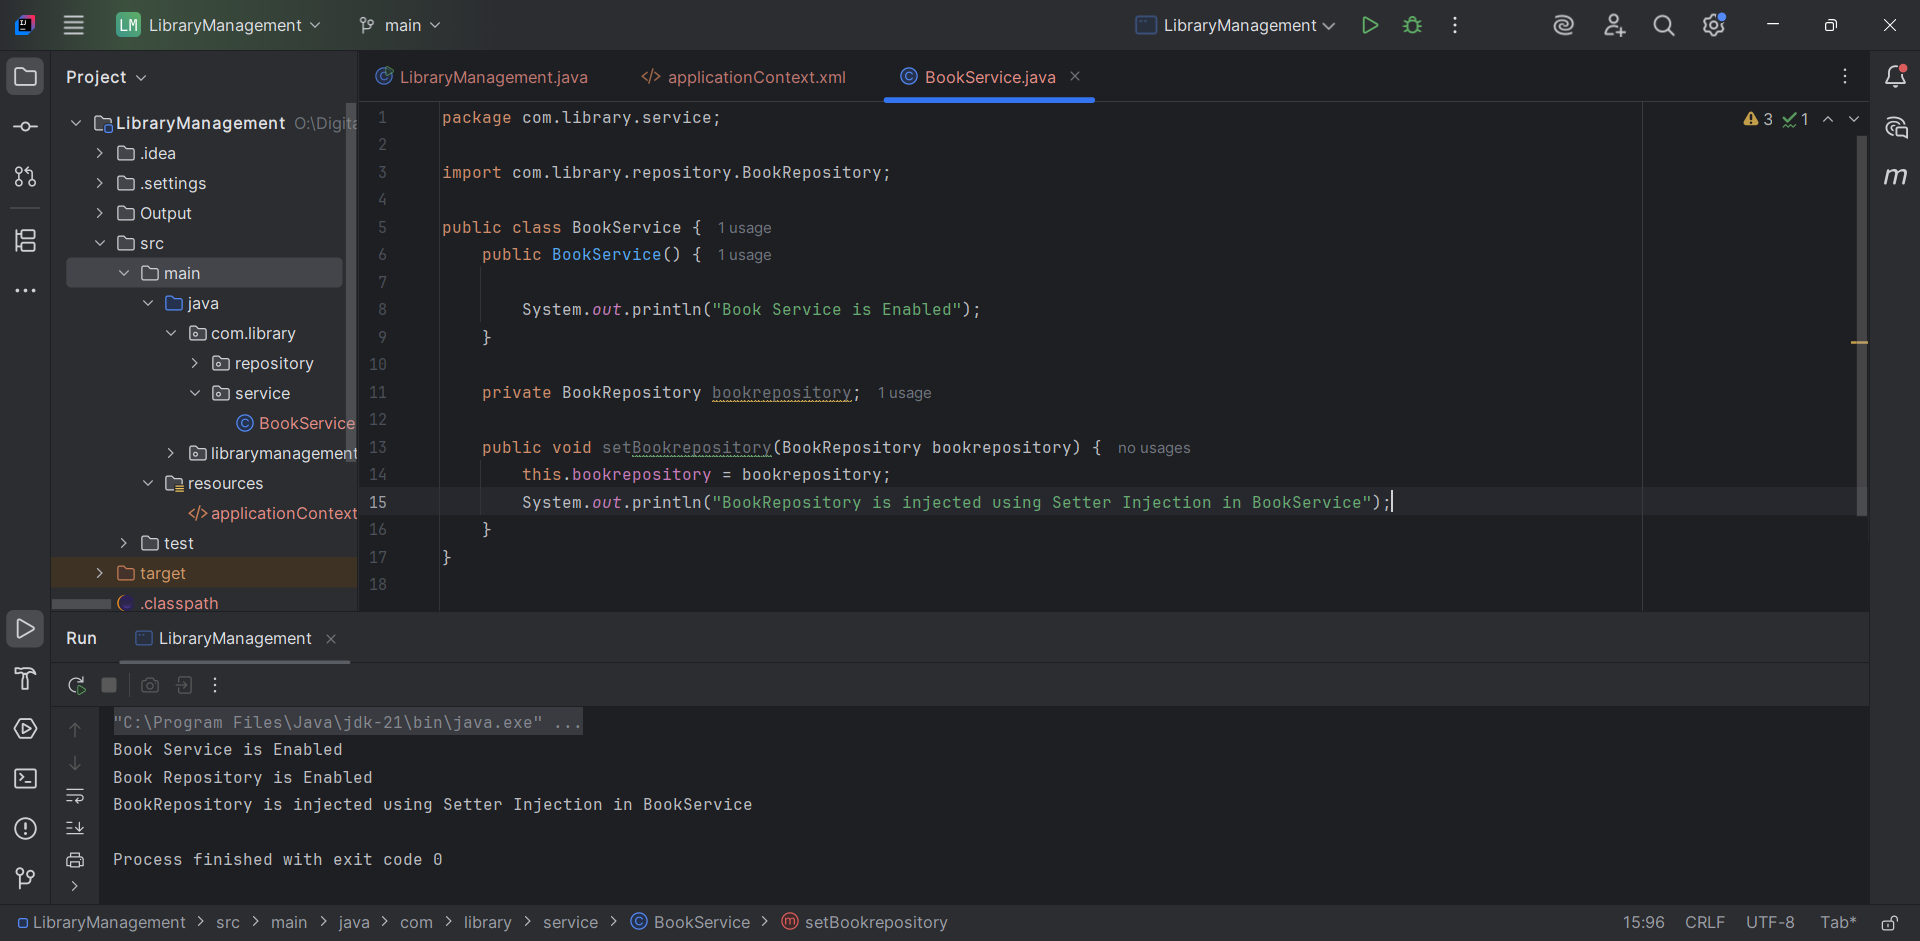 LM LibraryManagement main LibraryManagement
Project
LibraryManagement.java
</> applicationContext.xml
BookService.java
LibraryManagement O:\Digita
.idea
.settings
Output
src
main
java
com.library
repository
service
BookService
librarymanagement
resources
</> applicationContext
test
target
.classpath
3 1
1 package com.library.service;
2
3 import com.library.repository.BookRepository;
4
5 public class BookService { 1 usage
6 public BookService() { 1 usage
7
8 System.out.println("Book Service is Enabled");
9 }
10
11 private BookRepository bookrepository; 1 usage
12
13 public void setBookrepository(BookRepository bookrepository) { no usages
14 this.bookrepository = bookrepository;
15 System.out.println("BookRepository is injected using Setter Injection in BookService");
16 }
17 }
18
m
Run LibraryManagement
"C:\Program Files\Java\jdk-21\bin\java.exe" ...
Book Service is Enabled
Book Repository is Enabled
BookRepository is injected using Setter Injection in BookService
Process finished with exit code 0
LibraryManagement > src > main > java > com > library > service > BookService > setBookrepository
15:96 CRLF UTF-8 Tab*